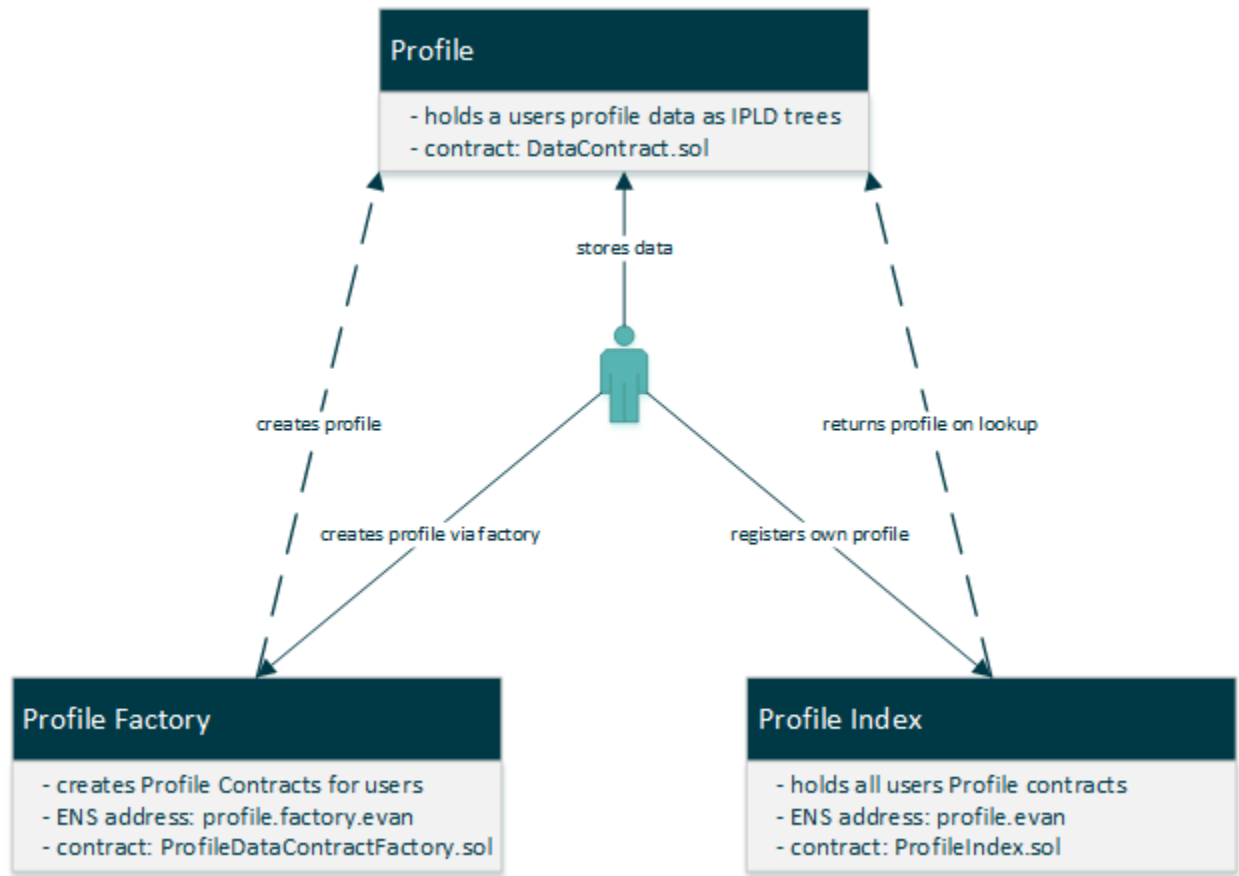 Profile
- holds a users profile data as IPLD trees
- contract: DataContract.sol
stores data
creates profile
returns profile on lookup
creates profile via factory
registers own profile
Profile Factory
- creates Profile Contracts for users
- ENS address: profile.factory.evan
- contract: ProfileDataContractFactory.sol
Profile Index
- holds all users Profile contracts
- ENS address: profile.evan
- contract: ProfileIndex.sol